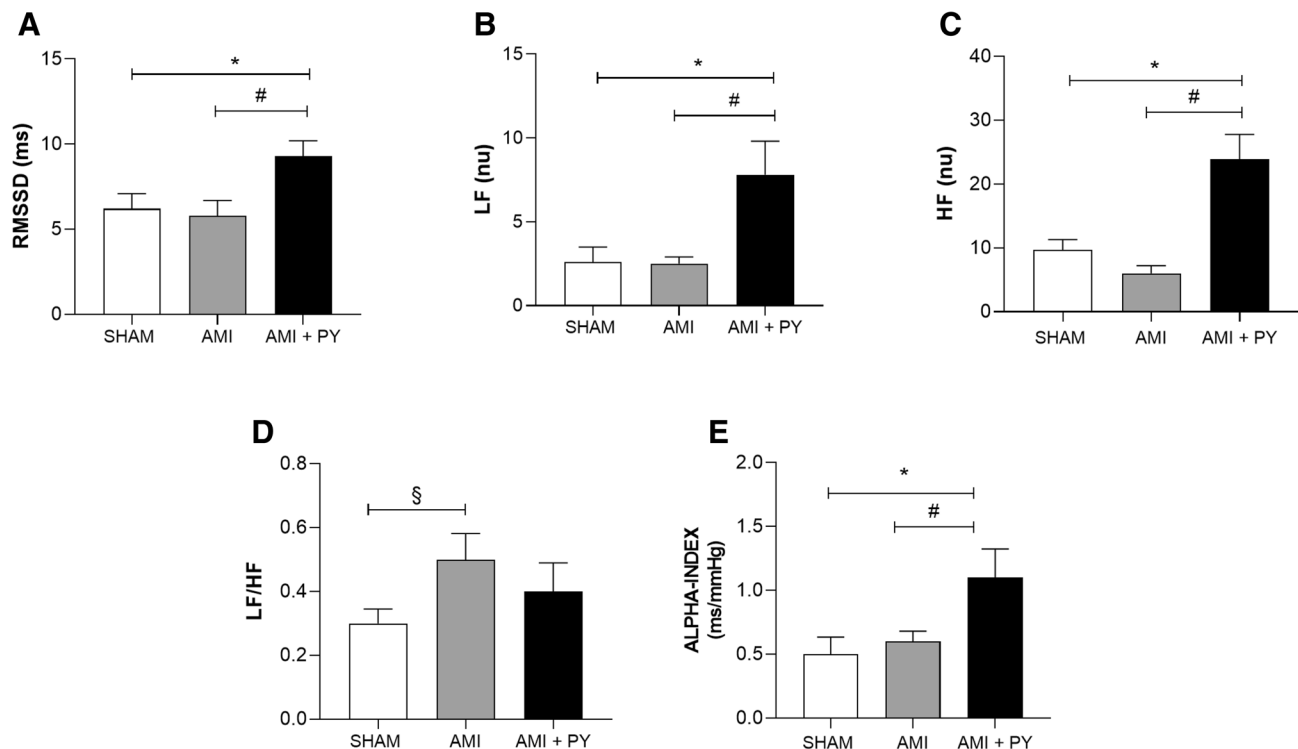 A
RMSSD (ms)
15
10
5
0
*
#
SHAM
AMI
AMI + PY
B
LF (nu)
15
10
5
0
*
#
SHAM
AMI
AMI + PY
C
HF (nu)
40
30
20
10
0
*
#
SHAM
AMI
AMI + PY
D
LF/HF
0.8
0.6
0.4
0.2
0.0
§
SHAM
AMI
AMI + PY
E
ALPHA-INDEX
(ms/mmHg)
2.0
1.5
1.0
0.5
0.0
*
#
SHAM
AMI
AMI + PY